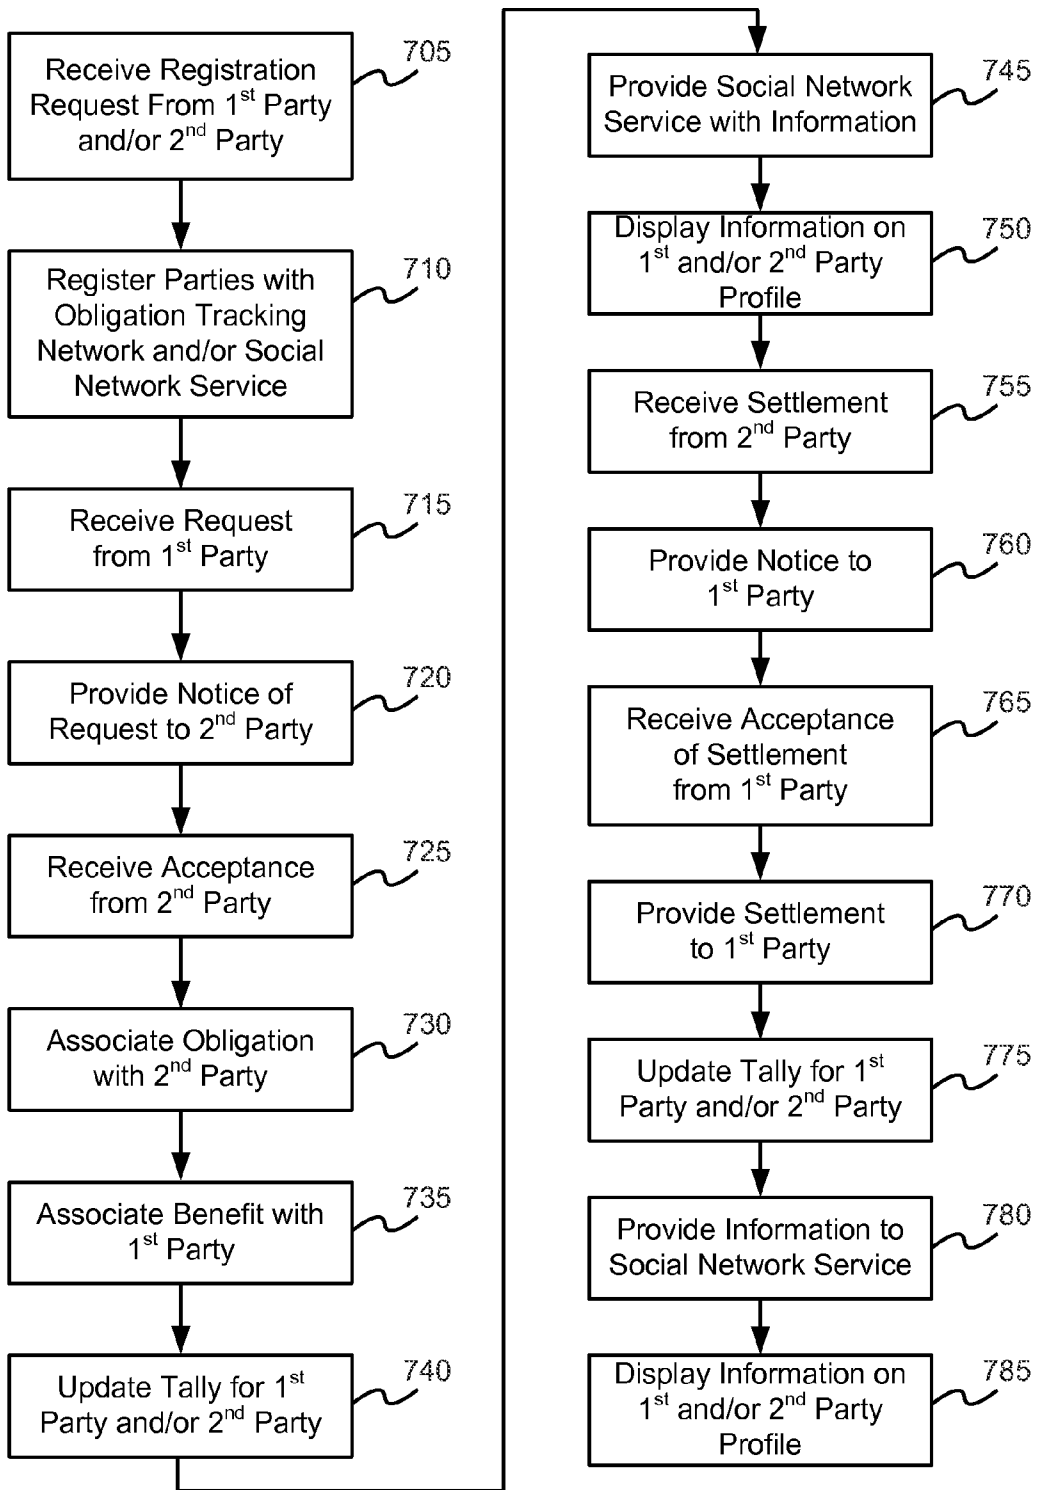 705
Receive Registration
Request From 1st Party
and/or 2nd Party
710
Register Parties with
Obligation Tracking
Network and/or Social
Network Service
715
Receive Request
from 1st Party
720
Provide Notice of
Request to 2nd Party
725
Receive Acceptance
from 2nd Party
730
Associate Obligation
with 2nd Party
735
Associate Benefit with
1st Party
740
Update Tally for 1st
Party and/or 2nd Party
745
Provide Social Network
Service with Information
750
Display Information on
1st and/or 2nd Party
Profile
755
Receive Settlement
from 2nd Party
760
Provide Notice to
1st Party
765
Receive Acceptance
of Settlement
from 1st Party
770
Provide Settlement
to 1st Party
775
Update Tally for 1st
Party and/or 2nd Party
780
Provide Information to
Social Network Service
785
Display Information on
1st and/or 2nd Party
Profile